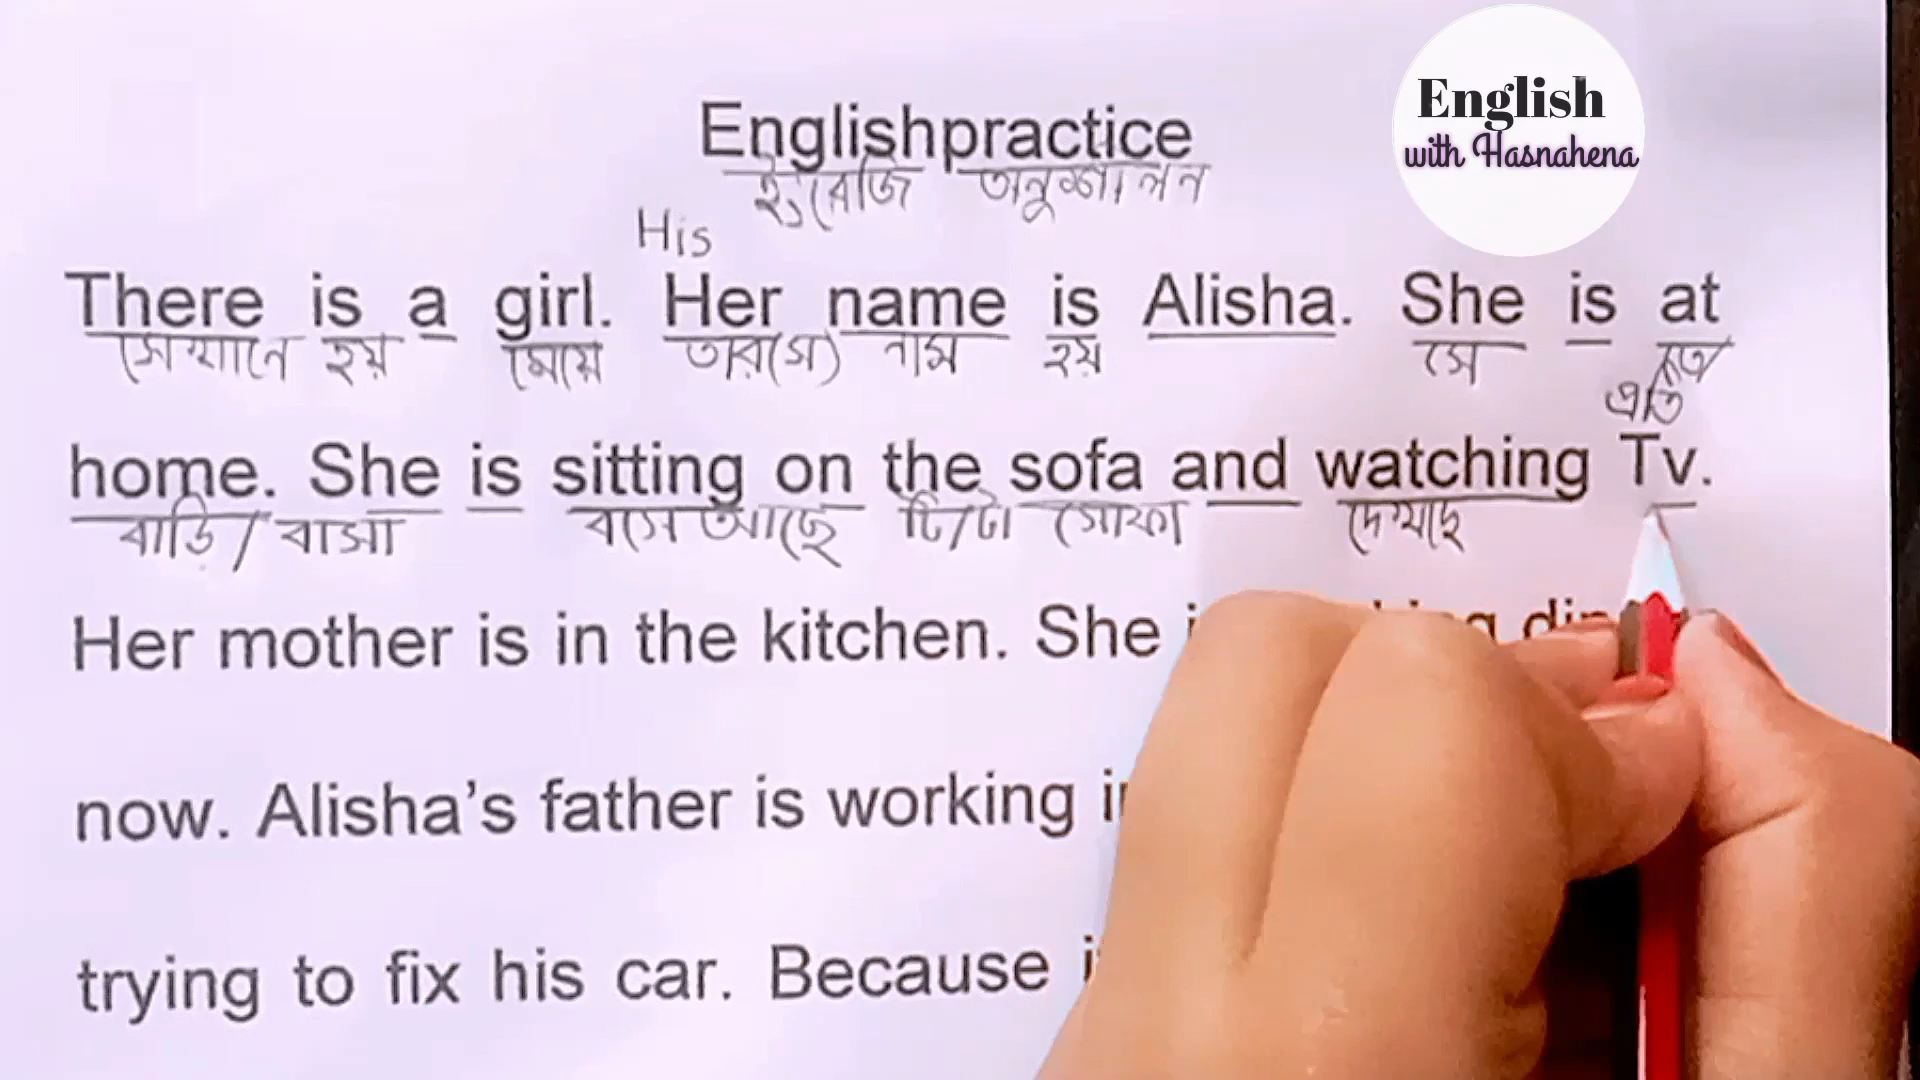 English
with Hasnahena
Englishpractice
ইংরেজি অনুশীলন
His
There is a girl. Her name is Alisha. She is at
সেখানে হয় মেয়ে তার(সে) নাম হয় সে
প্রতি
home. She is sitting on the sofa and watching Tv.
বাড়ি / বাসা বসে আছে টি/টা সোফা দেখছে
Her mother is in the kitchen. She
now. Alisha's father is working
trying to fix his car. Because